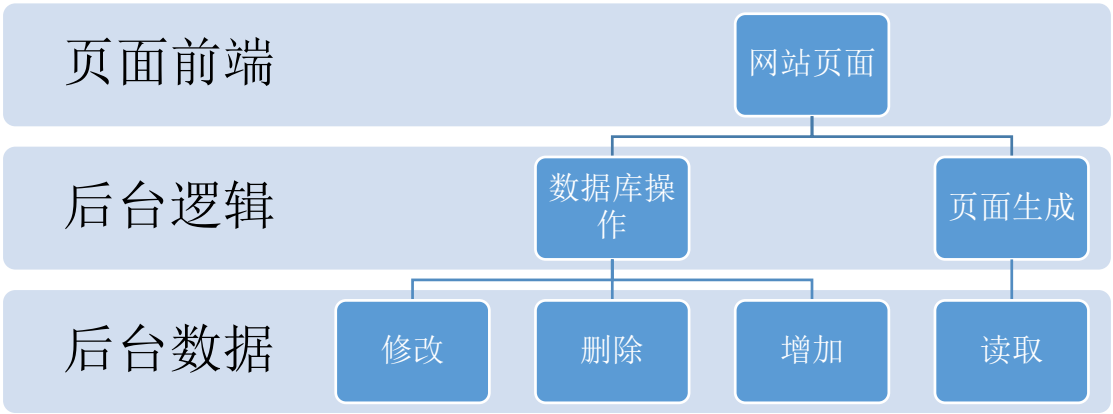 页面前端
网站页面
后台逻辑
数据库操
作
页面生成
后台数据
修改
删除
增加
读取